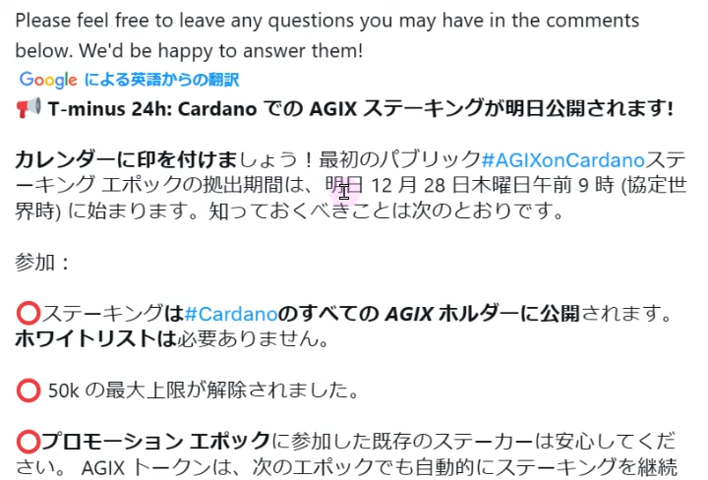 Please feel free to leave any questions you may have in the comments
below. We'd be happy to answer them!
Google による英語からの翻訳
📢 T-minus 24h: Cardano での AGIX ステーキングが明日公開されます!
カレンダーに印を付けましょう！最初のパブリック#AGIXonCardanoステ
ーキング エポックの拠出期間は、明日 12 月 28 日木曜日午前 9 時 (協定世
界時) に始まります。知っておくべきことは次のとおりです。
参加：
⭕ステーキングは#Cardanoのすべての AGIX ホルダーに公開されます。
ホワイトリストは必要ありません。
⭕ 50k の最大上限が解除されました。
⭕プロモーション エポックに参加した既存のステーカーは安心してくだ
さい。 AGIX トークンは、次のエポックでも自動的にステーキングを継続